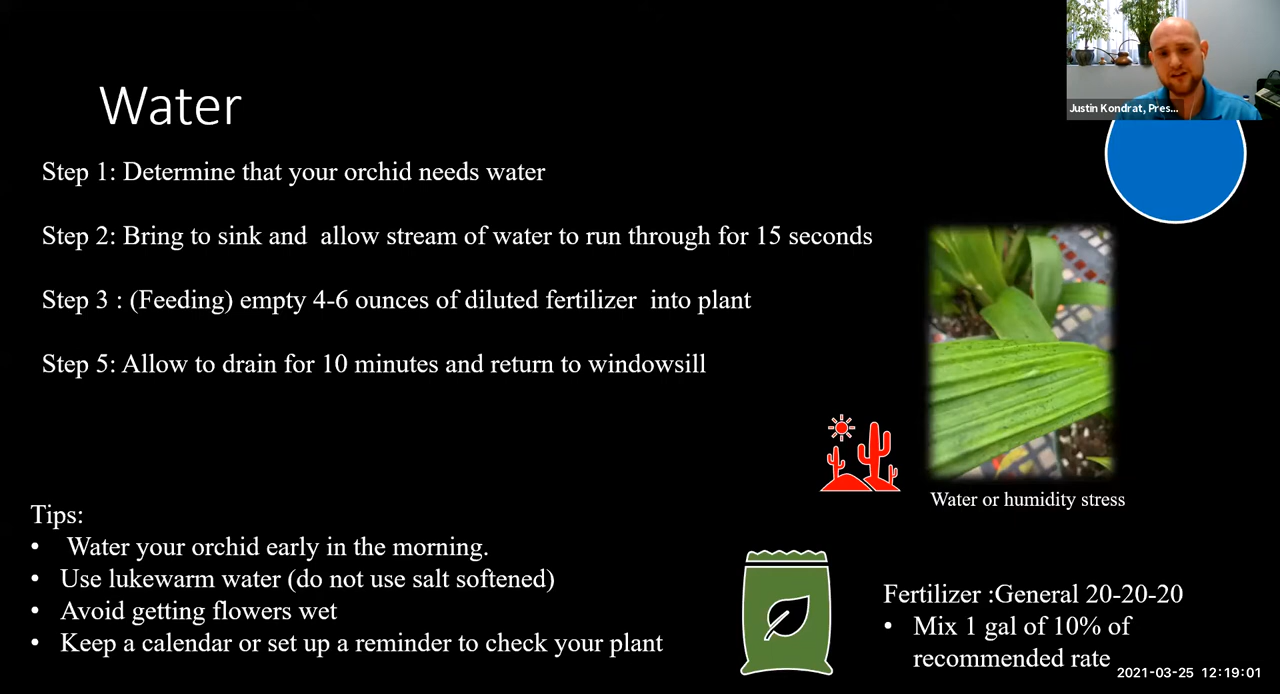 Water
Justin Kondrat, Pres...
Step 1: Determine that your orchid needs water
Step 2: Bring to sink and  allow stream of water to run through for 15 seconds
Step 3 : (Feeding) empty 4-6 ounces of diluted fertilizer  into plant
Step 5: Allow to drain for 10 minutes and return to windowsill
Water or humidity stress
Tips:
•  Water your orchid early in the morning.
• Use lukewarm water (do not use salt softened)
• Avoid getting flowers wet
• Keep a calendar or set up a reminder to check your plant
Fertilizer :General 20-20-20
• Mix 1 gal of 10% of
recommended rate
2021-03-25 12:19:01